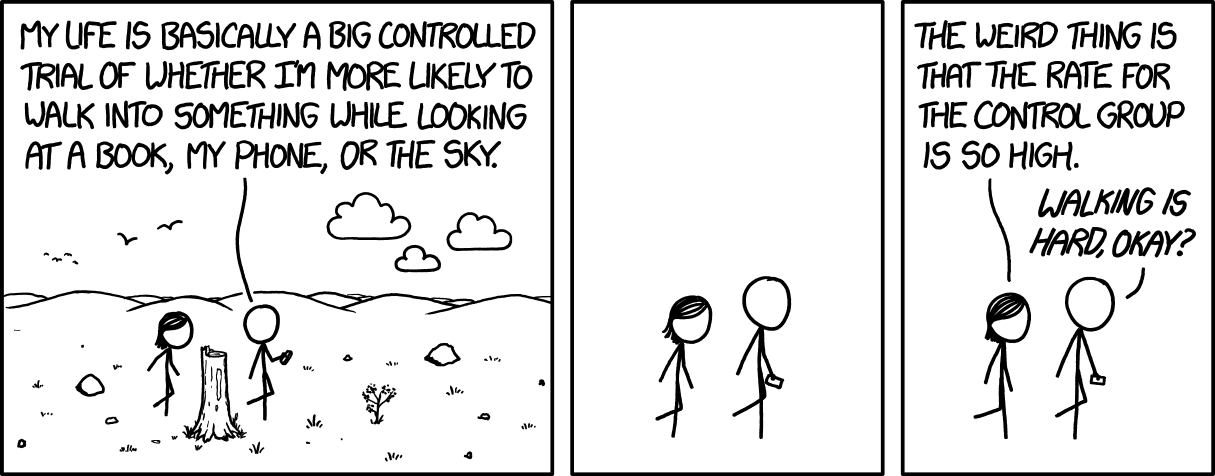 MY LIFE IS BASICALLY A BIG CONTROLLED
TRIAL OF WHETHER I'M MORE LIKELY TO
WALK INTO SOMETHING WHILE LOOKING
AT A BOOK, MY PHONE, OR THE SKY.
THE WEIRD THING IS
THAT THE RATE FOR
THE CONTROL GROUP
IS SO HIGH.
WALKING IS
HARD, OKAY?